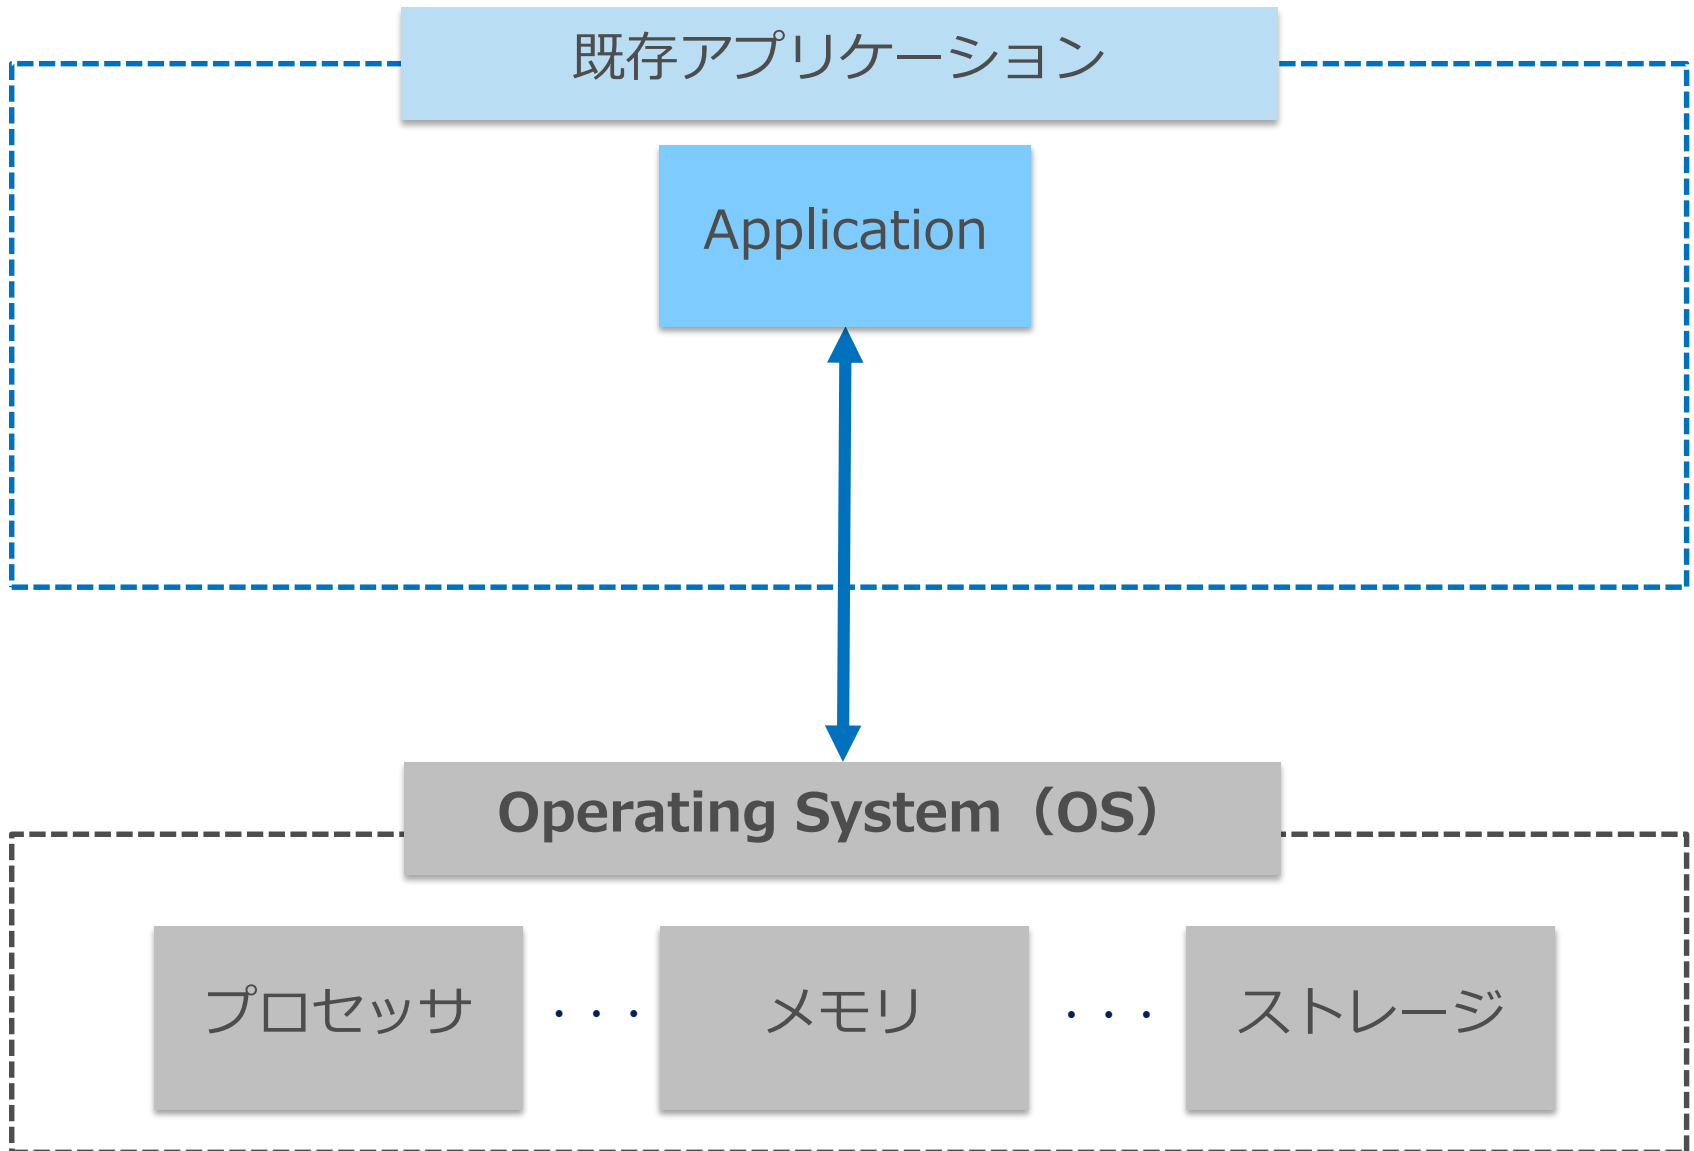 既存アプリケーション
Application
Operating System（OS）
プロセッサ ・・・ メモリ ・・・ ストレージ